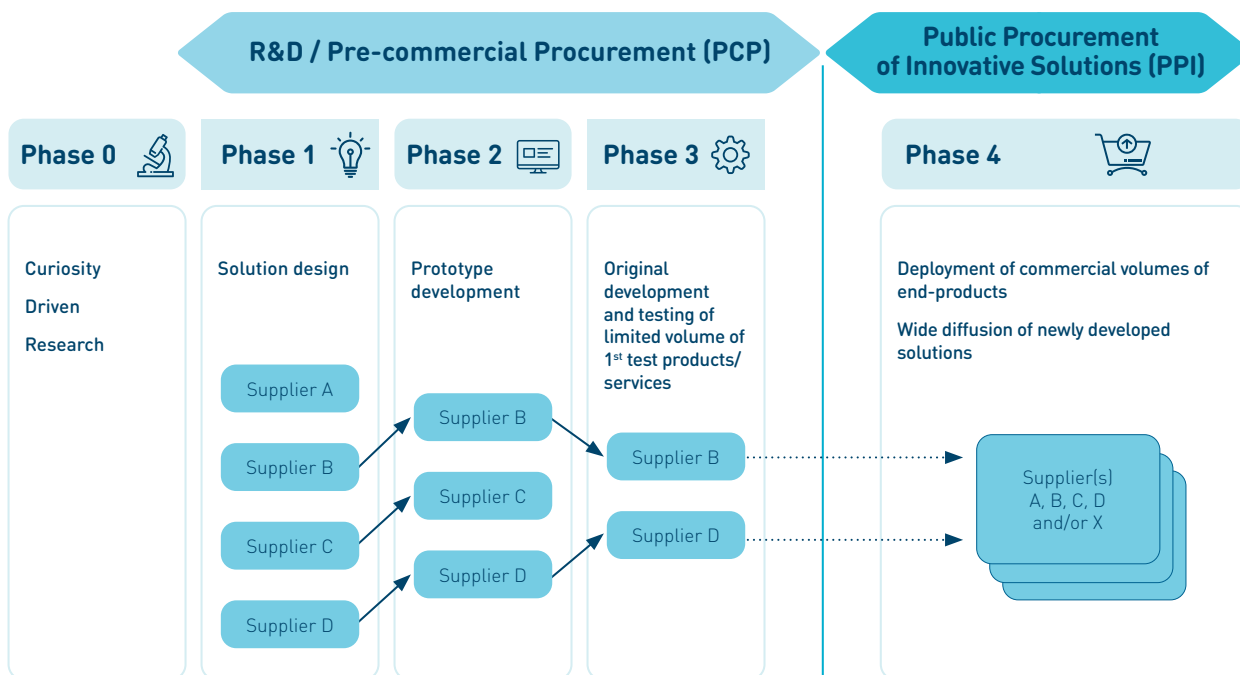 R&D / Pre-commercial Procurement (PCP)
Public Procurement
of Innovative Solutions (PPI)
Phase 0
Phase 1
Phase 2
Phase 3
Phase 4
Curiosity
Driven
Research
Solution design
Supplier A
Supplier B
Supplier C
Supplier D
Prototype
development
Supplier B
Supplier C
Supplier D
Original
development
and testing of
limited volume of
1st test products/
services
Supplier B
Supplier D
Deployment of commercial volumes of
end-products
Wide diffusion of newly developed
solutions
Supplier(s)
A, B, C, D
and/or X